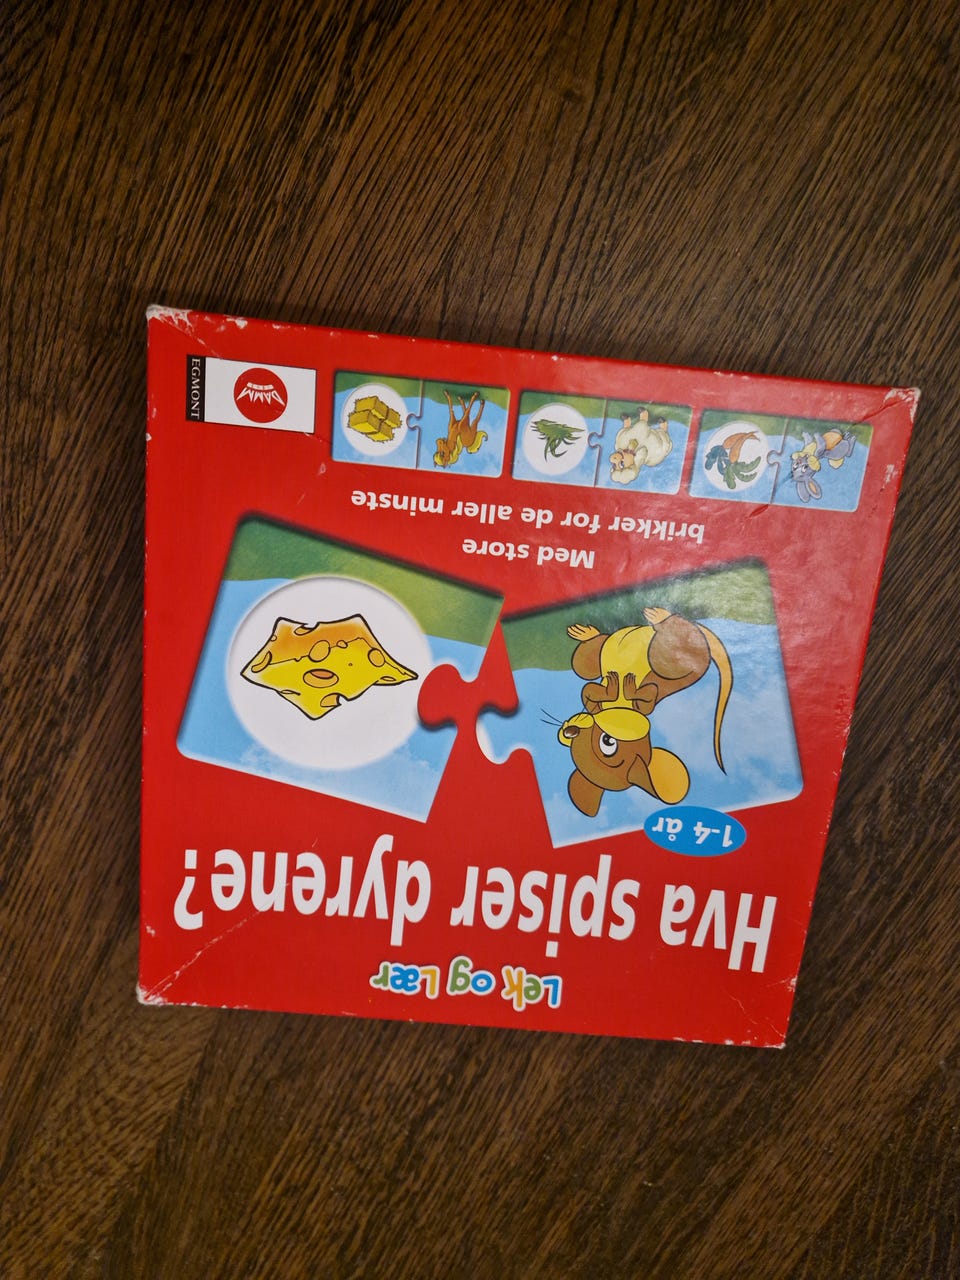 Lek og Lær
Hva spiser dyrene?
1-4 år
Med store
brikker for de aller minste
DAMM
EGMONT